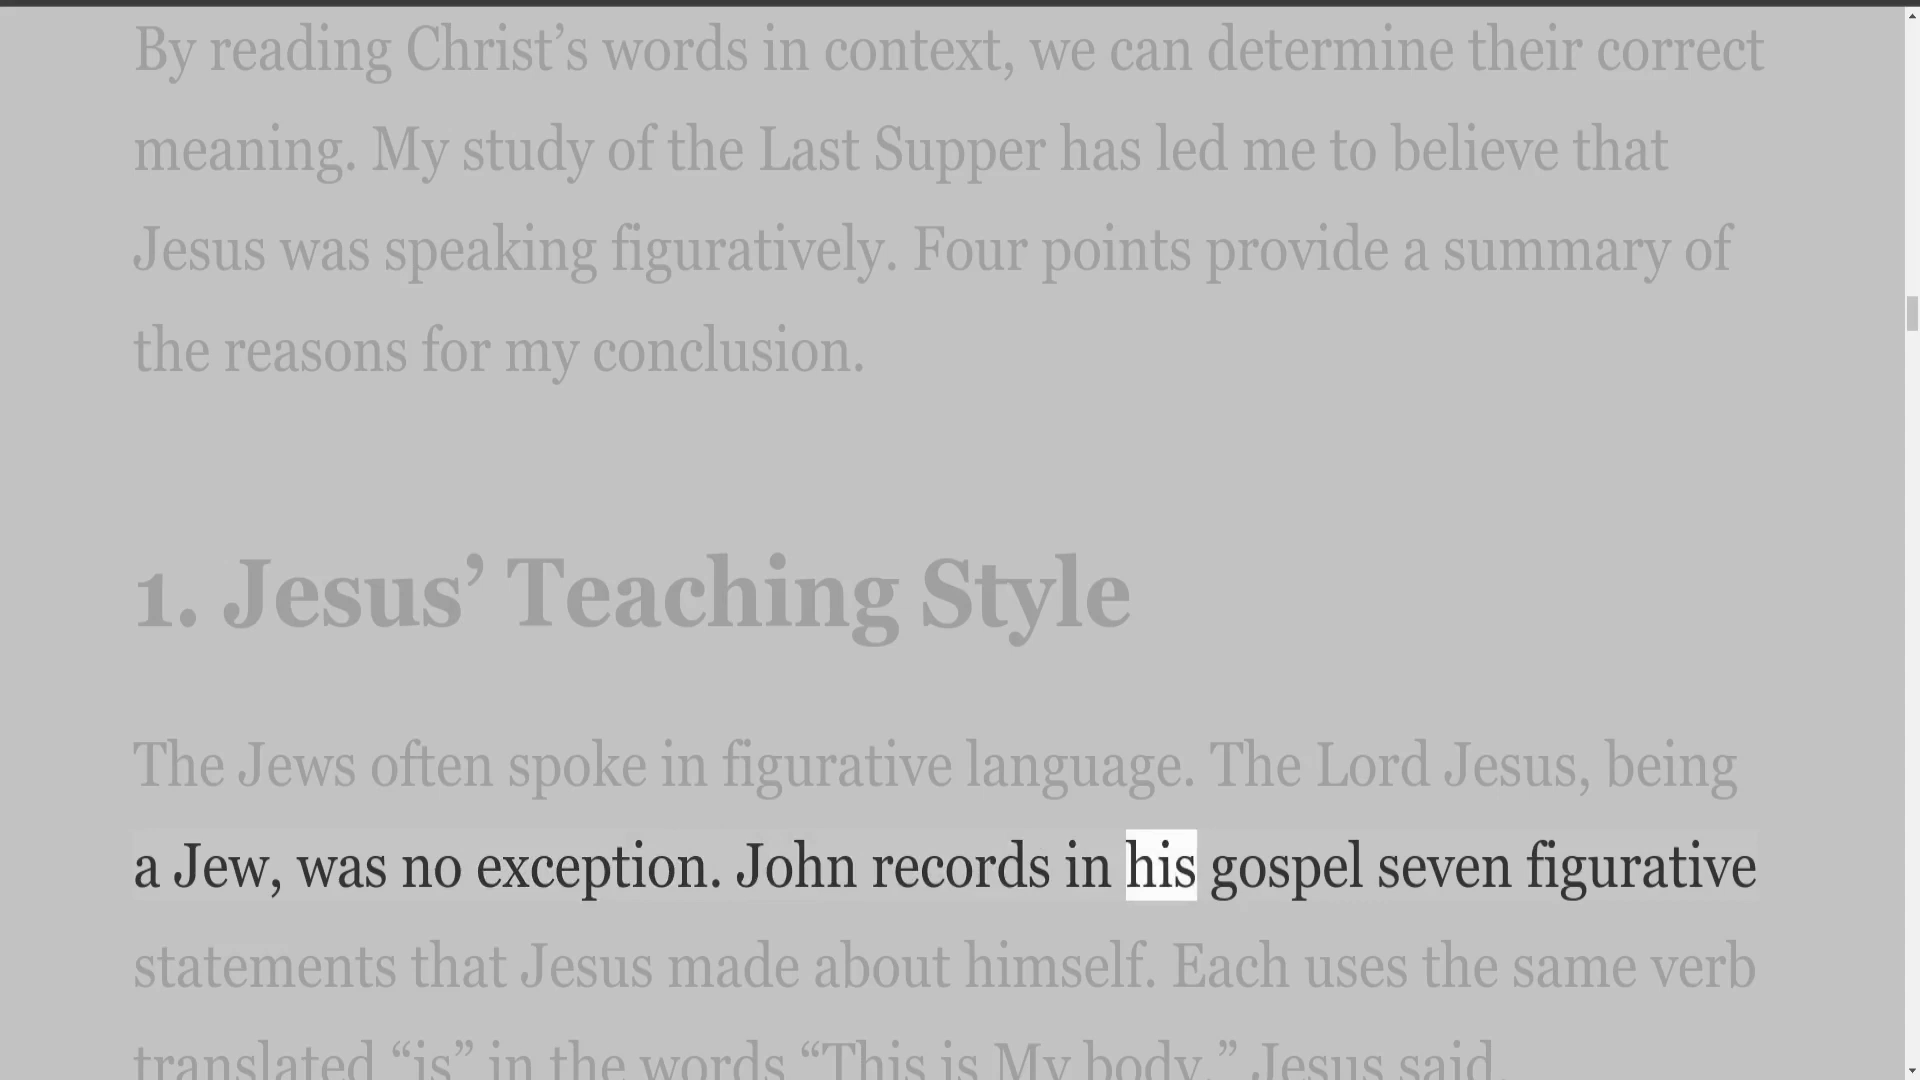 By reading Christ’s words in context, we can determine their correct
meaning. My study of the Last Supper has led me to believe that
Jesus was speaking figuratively. Four points provide a summary of
the reasons for my conclusion.
1. Jesus’ Teaching Style
The Jews often spoke in figurative language. The Lord Jesus, being
a Jew, was no exception. John records in his gospel seven figurative
statements that Jesus made about himself. Each uses the same verb
translated “is” in the words “This is My body.” Jesus said,